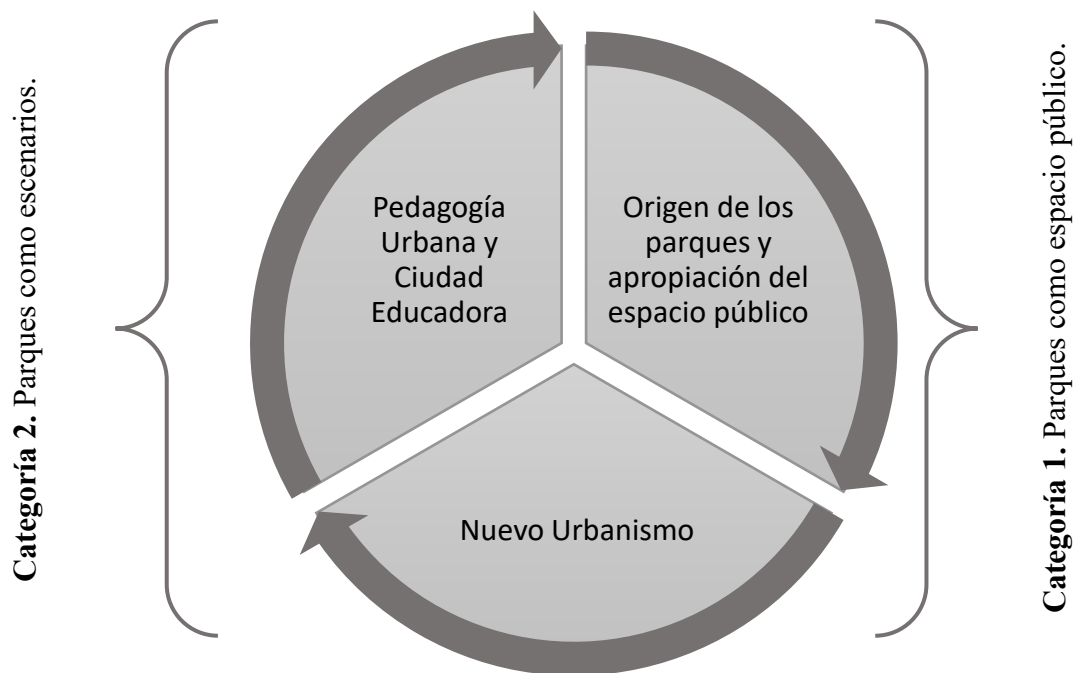 Categoría 2. Parques como escenarios.
Pedagogía
Urbana y
Ciudad
Educadora
Origen de los
parques y
apropiación del
espacio público
Nuevo Urbanismo
Categoría 1. Parques como espacio público.